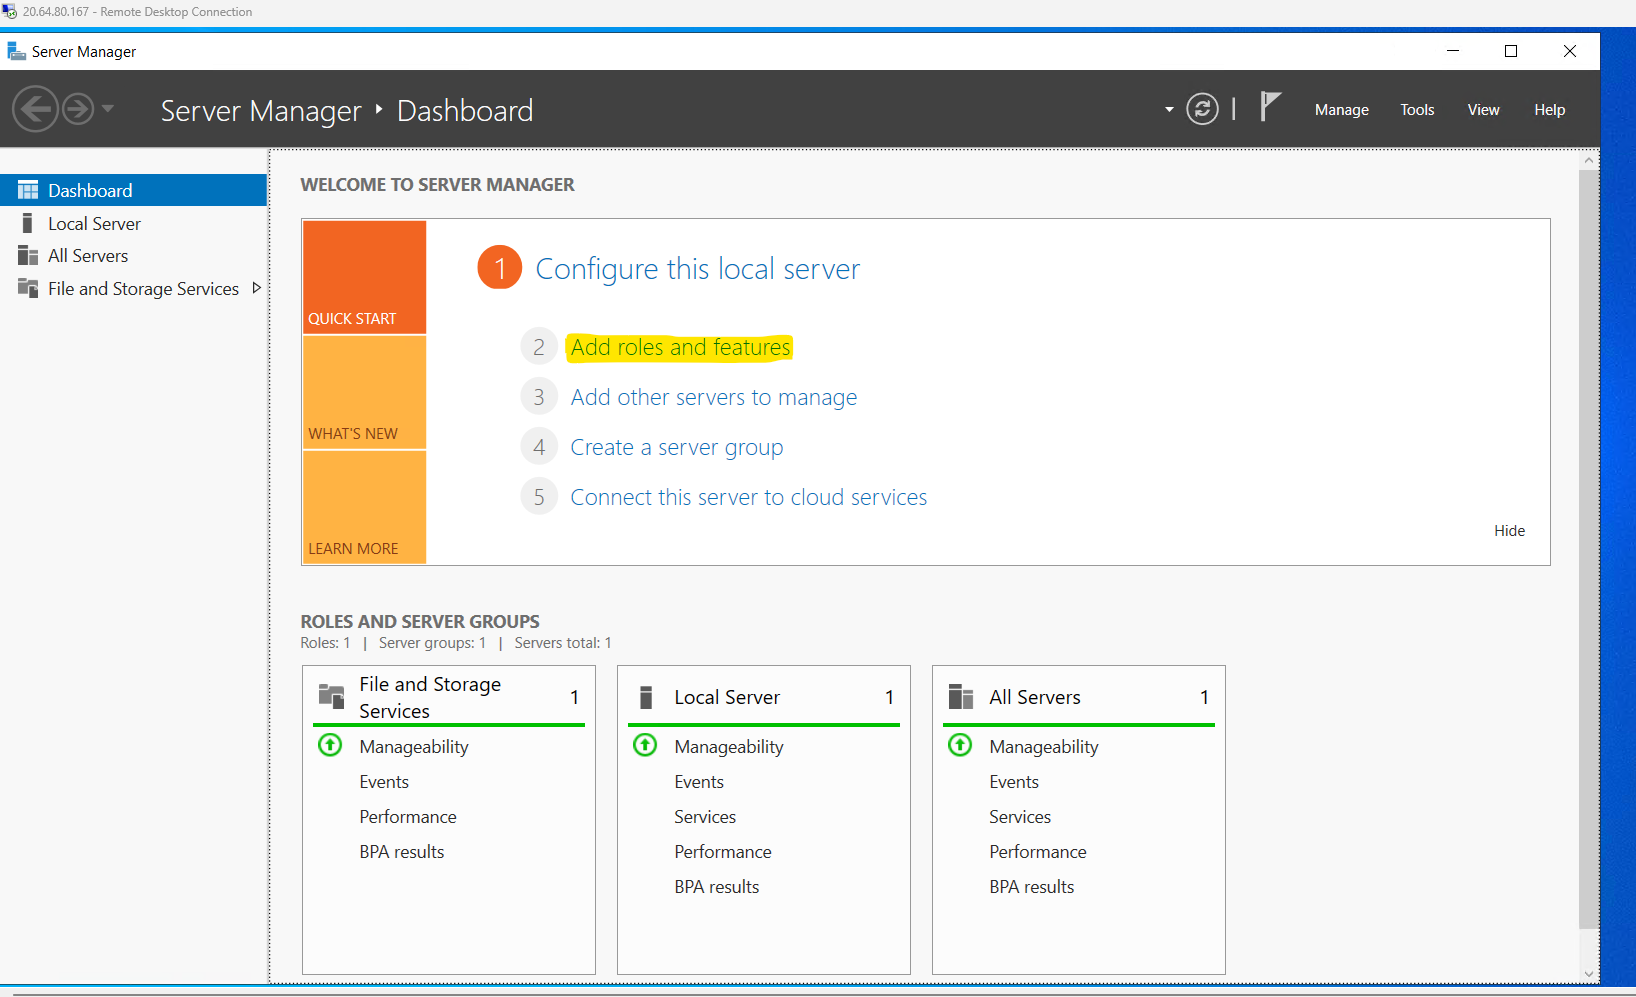 20.64.80.167 - Remote Desktop Connection
Server Manager
Server Manager ‣ Dashboard
Manage Tools View Help
Dashboard
Local Server
All Servers
File and Storage Services
WELCOME TO SERVER MANAGER
QUICK START
WHAT'S NEW
LEARN MORE
1 Configure this local server
2 Add roles and features
3 Add other servers to manage
4 Create a server group
5 Connect this server to cloud services
Hide
ROLES AND SERVER GROUPS
Roles: 1 | Server groups: 1 | Servers total: 1
File and Storage
Services 1
Manageability
Events
Performance
BPA results
Local Server 1
Manageability
Events
Services
Performance
BPA results
All Servers 1
Manageability
Events
Services
Performance
BPA results